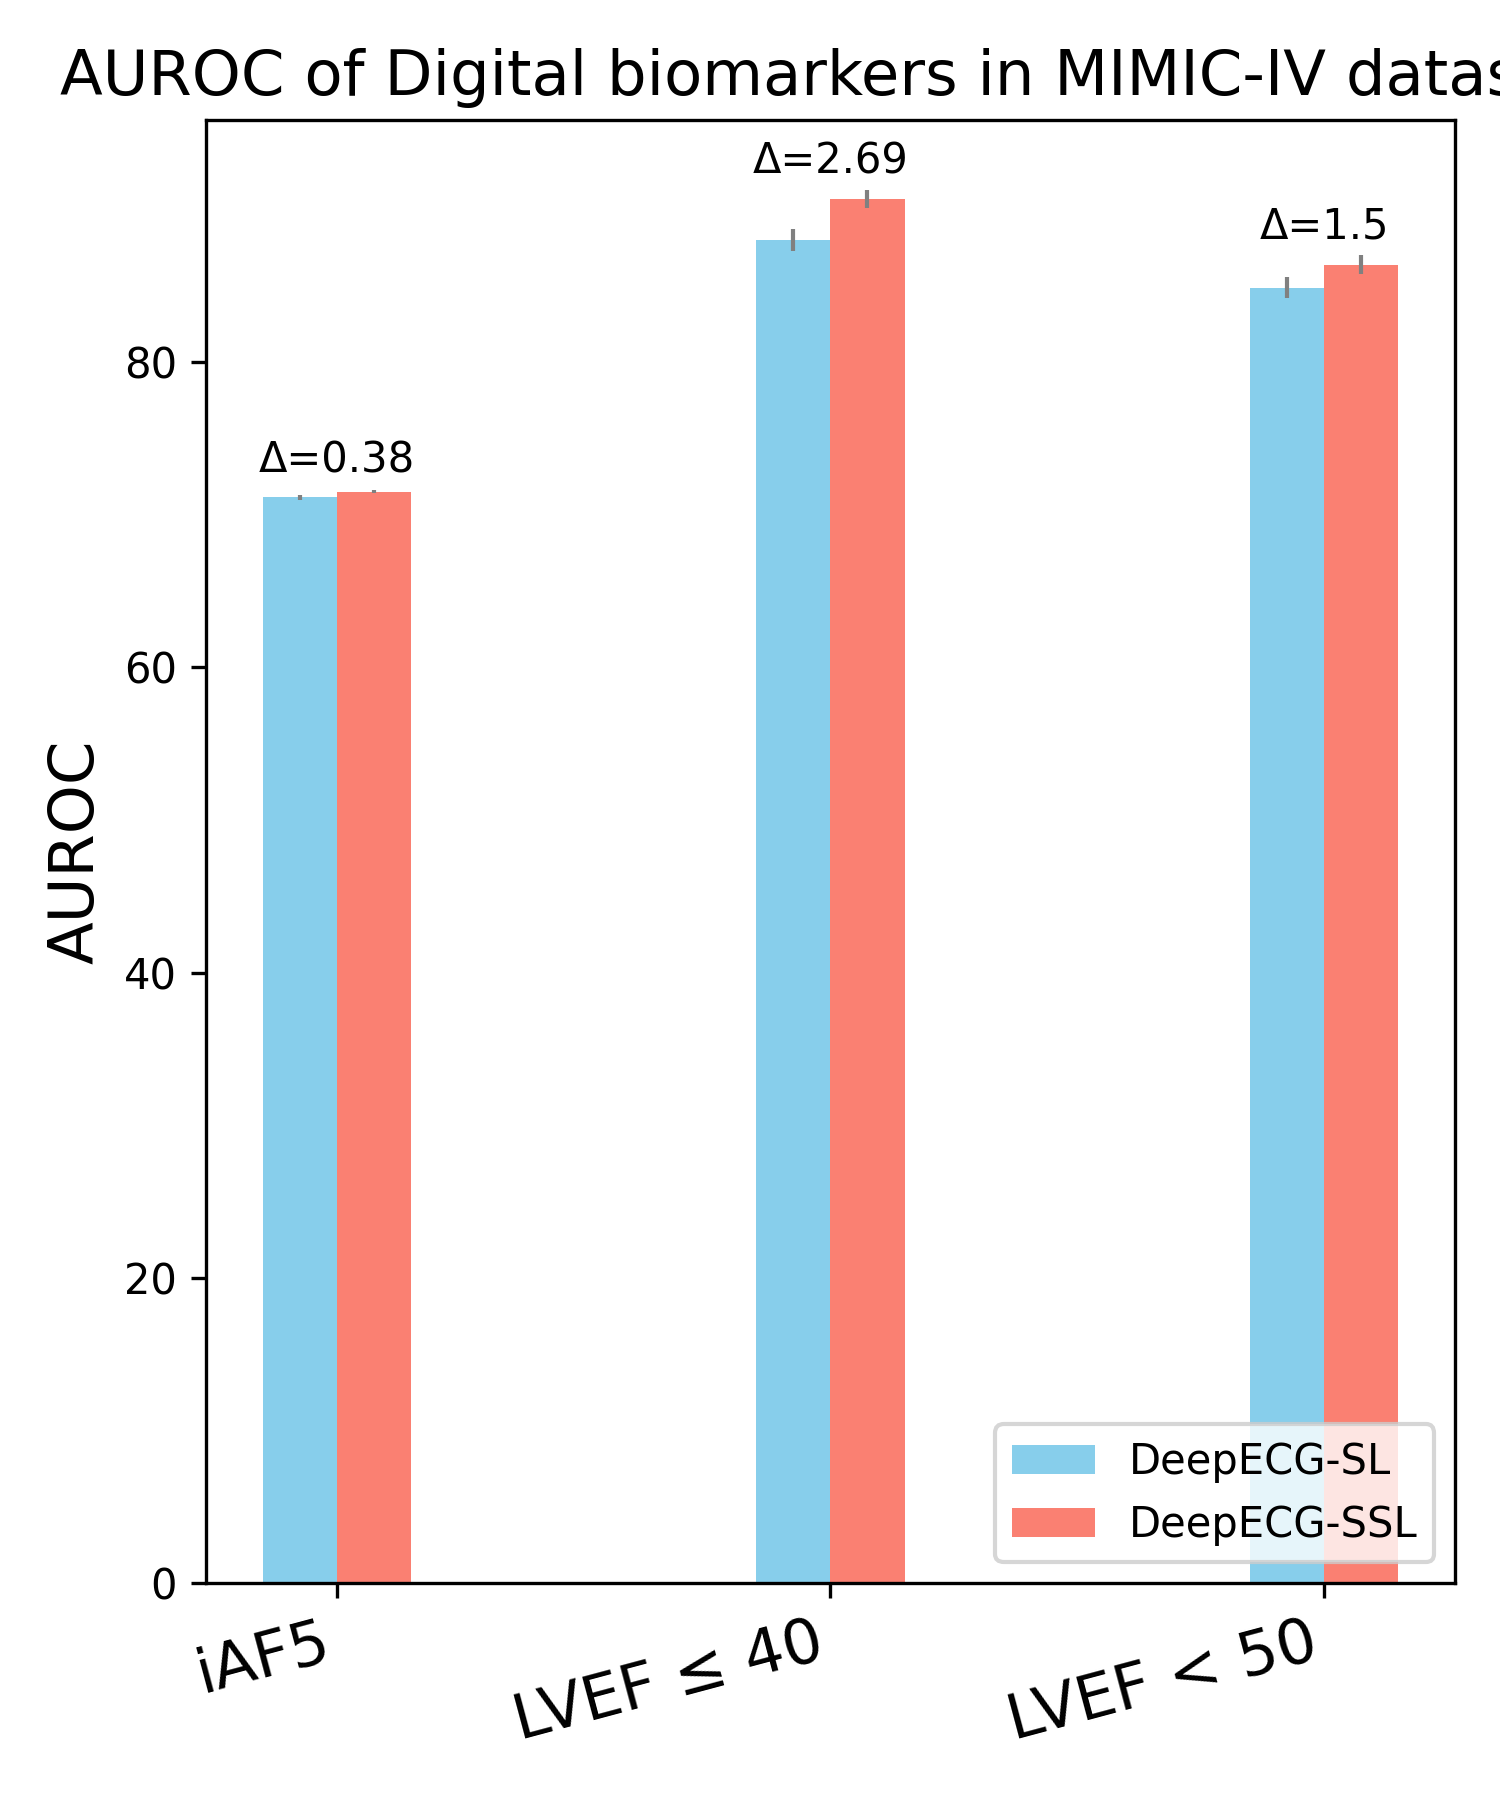 AUROC of Digital biomarkers in MIMIC-IV datas
Δ=2.69
Δ=1.5
Δ=0.38
80
60
40
20
0
AUROC
DeepECG-SL
DeepECG-SSL
iAF5
LVEF ≤ 40
LVEF < 50